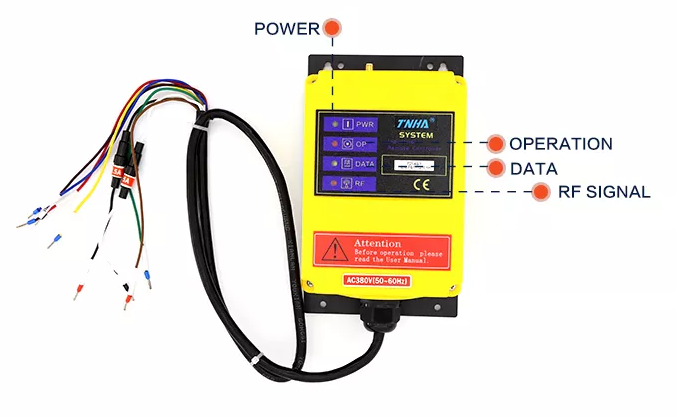 POWER
TNHA®
SYSTEM
PWR
OP
DATA
RF
CE
OPERATION
DATA
RF SIGNAL
Attention
Before operation please
read the User Manual.
AC380V(50-60Hz)